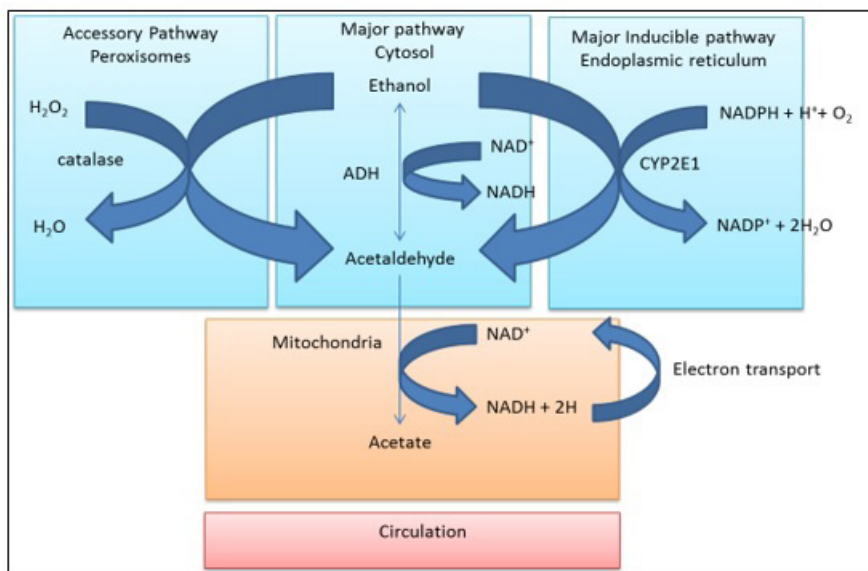 Accessory Pathway
Peroxisomes
H₂O₂
catalase
H₂O
Major pathway
Cytosol
Ethanol
ADH
NAD⁺
NADH
Acetaldehyde
Major Inducible pathway
Endoplasmic reticulum
NADPH + H⁺+ O₂
CYP2E1
NADP⁺ + 2H₂O
Mitochondria
NAD⁺
NADH + 2H
Electron transport
Acetate
Circulation